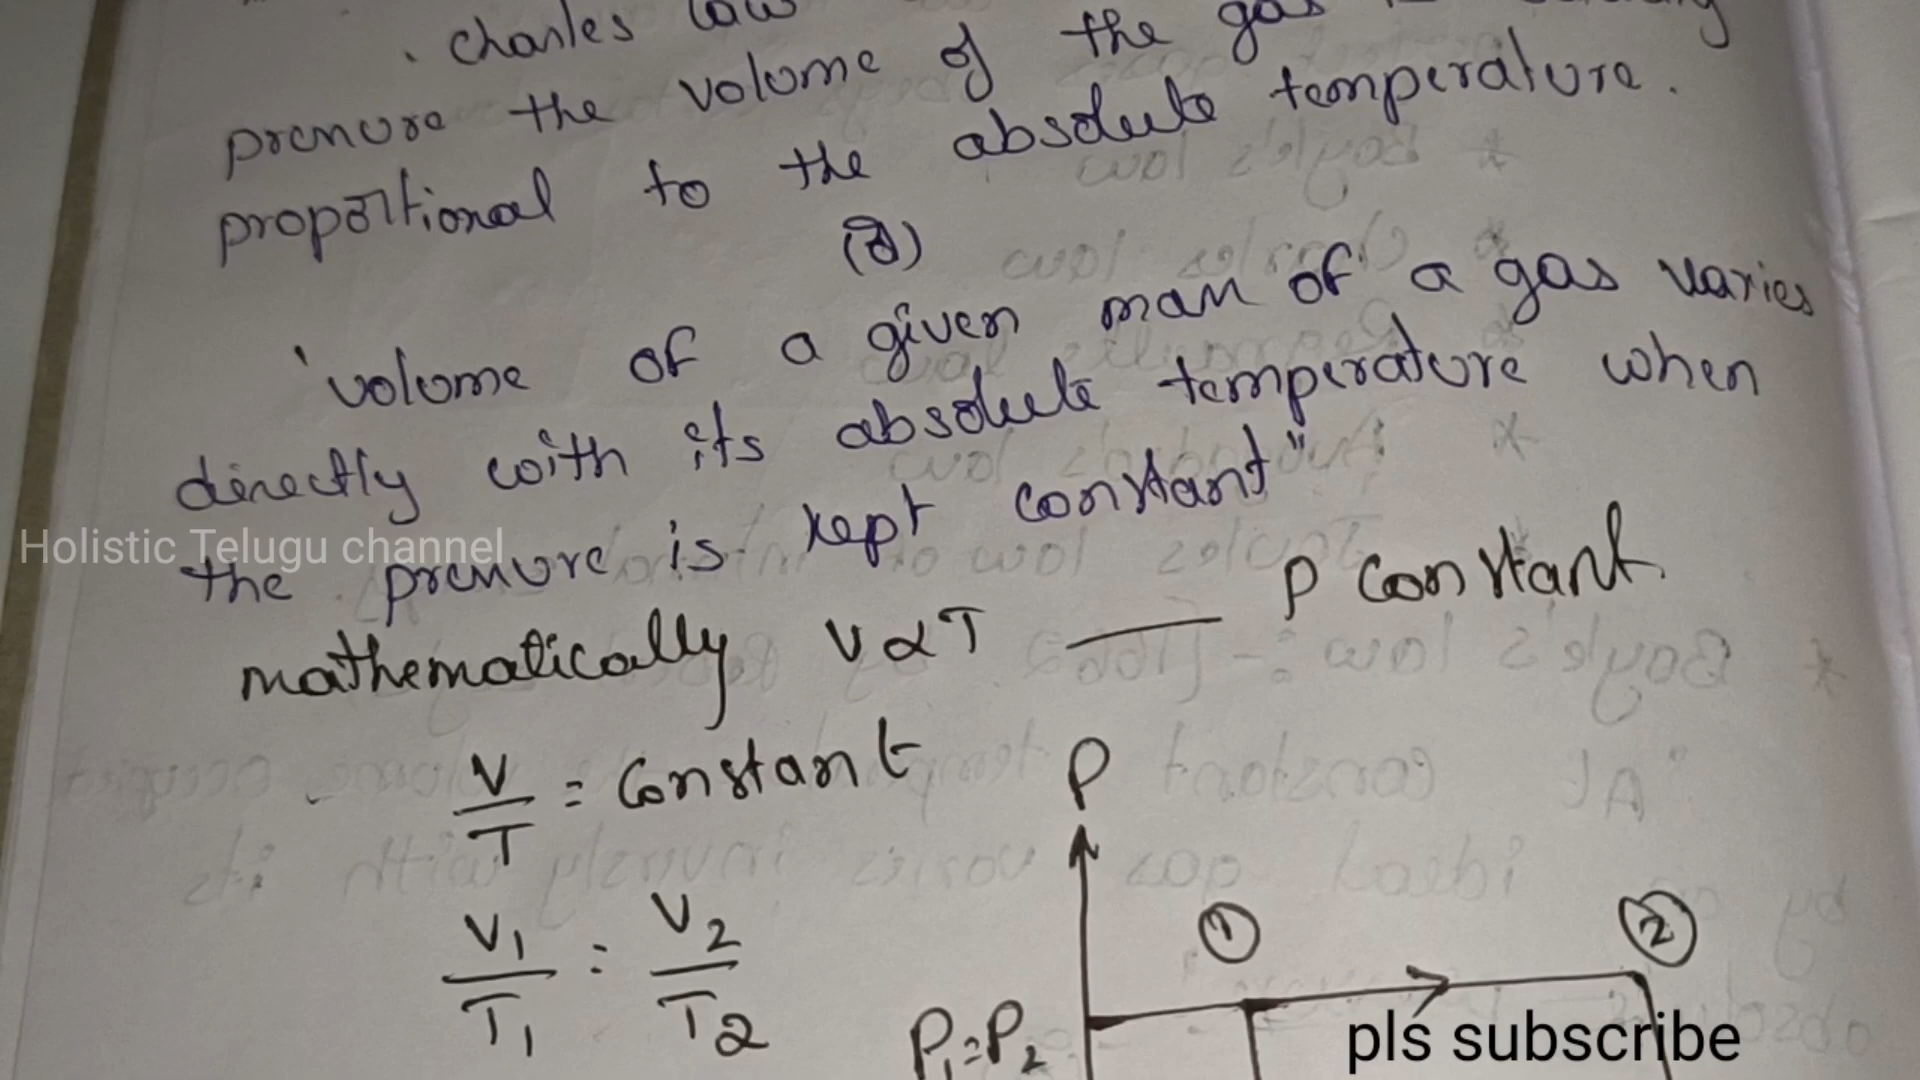 Charles law
pressure the volume of the gas
proportional to the absolute temperature.
(or)
'volume of a given mass of a gas varies
directly with its absolute temperature when
the pressure is kept constant"
Holistic Telugu channel
mathematically V ∝ T — P constant.
V/T = Constant
P
V1/T1 = V2/T2
1
2
P1=P2
pls subscribe